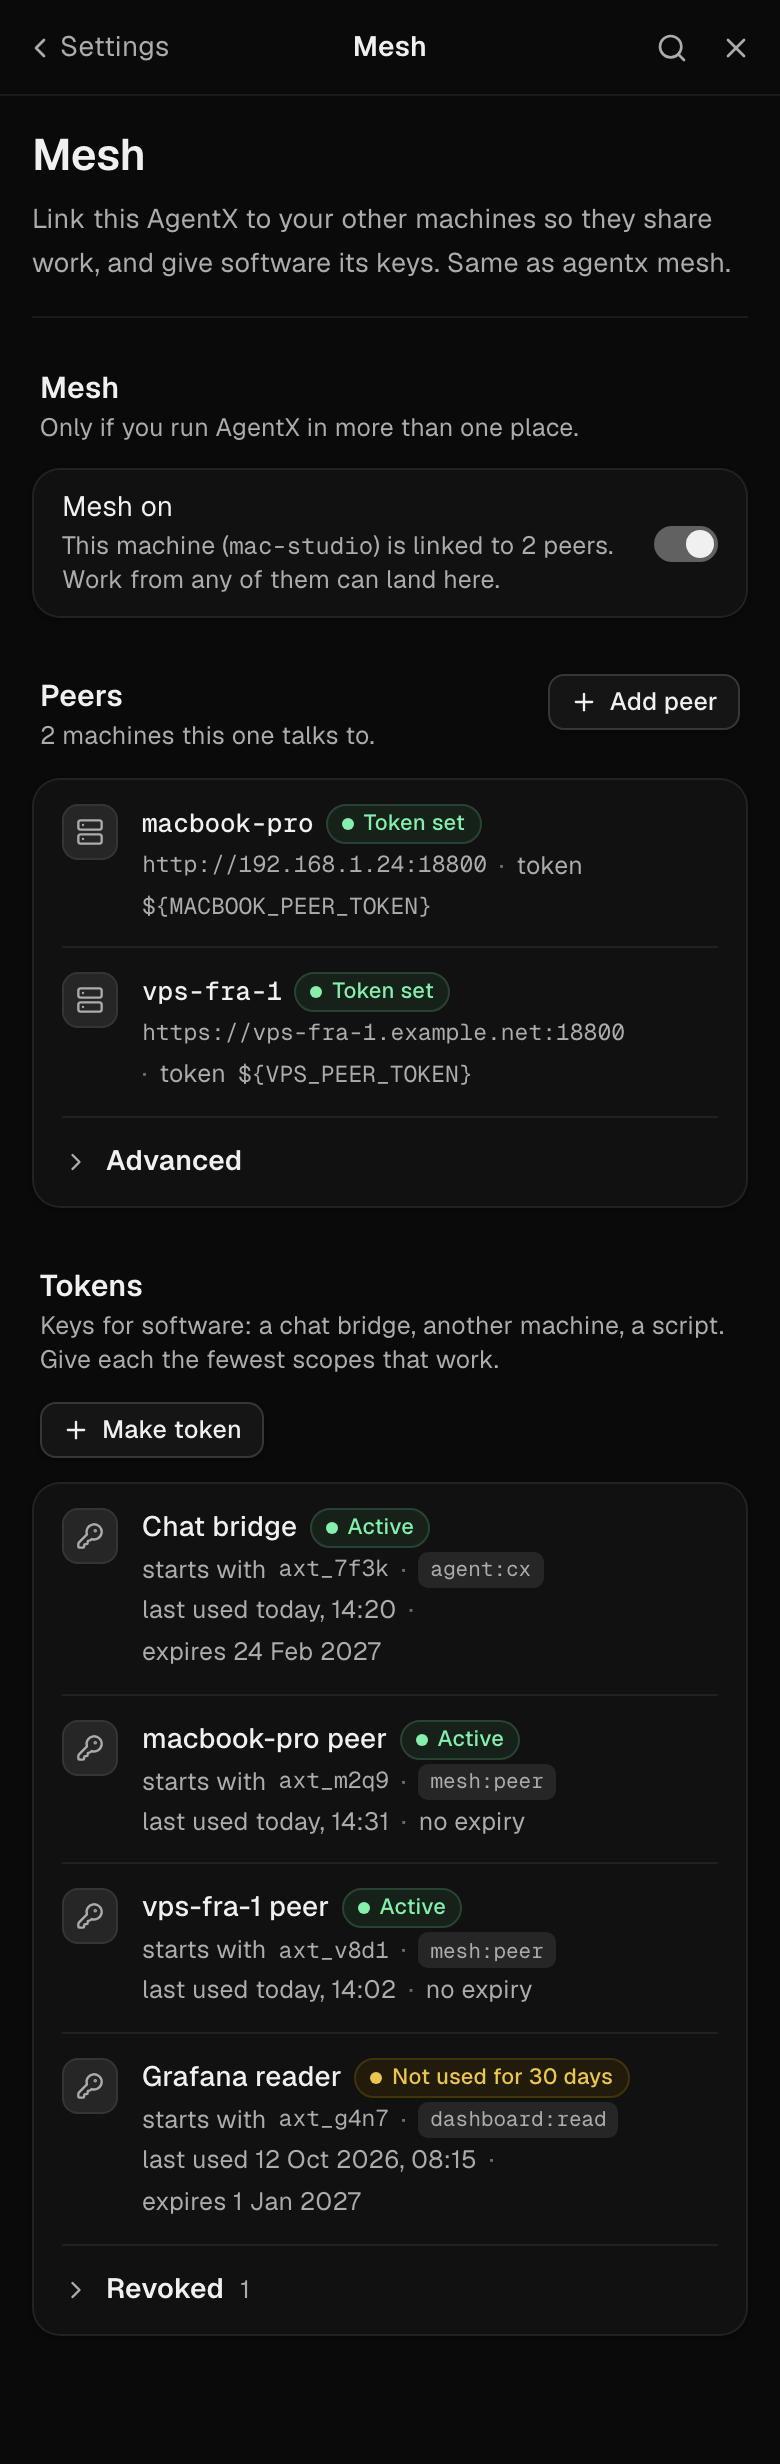 Settings
Mesh
Mesh
Link this AgentX to your other machines so they share
work, and give software its keys. Same as agentx mesh.
Mesh
Only if you run AgentX in more than one place.
Mesh on
This machine (mac-studio) is linked to 2 peers.
Work from any of them can land here.
Peers
Add peer
2 machines this one talks to.
macbook-pro Token set
http://192.168.1.24:18800 · token
${MACBOOK_PEER_TOKEN}
vps-fra-1 Token set
https://vps-fra-1.example.net:18800
· token ${VPS_PEER_TOKEN}
Advanced
Tokens
Keys for software: a chat bridge, another machine, a script.
Give each the fewest scopes that work.
Make token
Chat bridge Active
starts with axt_7f3k · agent:cx
last used today, 14:20 ·
expires 24 Feb 2027
macbook-pro peer Active
starts with axt_m2q9 · mesh:peer
last used today, 14:31 · no expiry
vps-fra-1 peer Active
starts with axt_v8d1 · mesh:peer
last used today, 14:02 · no expiry
Grafana reader Not used for 30 days
starts with axt_g4n7 · dashboard:read
last used 12 Oct 2026, 08:15 ·
expires 1 Jan 2027
Revoked 1